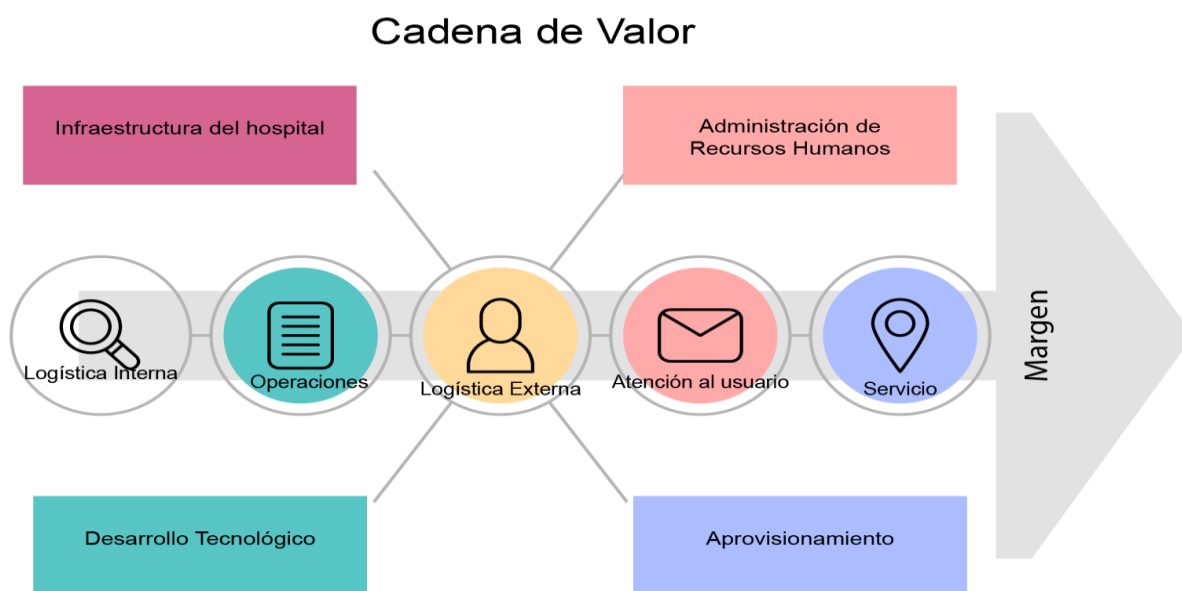 Cadena de Valor
Infraestructura del hospital
Administración de
Recursos Humanos
Logística Interna
Operaciones
Logística Externa
Atención al usuario
Servicio
Margen
Desarrollo Tecnológico
Aprovisionamiento